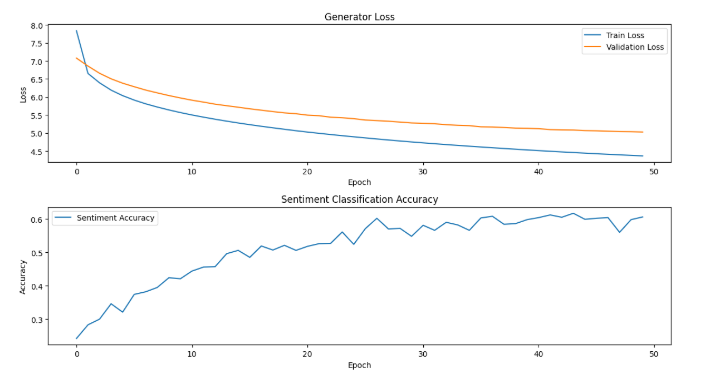 Generator Loss
8.0
7.5
7.0
6.5
6.0
5.5
5.0
4.5
Loss
Train Loss
Validation Loss
0 10 20 30 40 50
Epoch
Sentiment Classification Accuracy
0.6
0.5
0.4
0.3
Accuracy
Sentiment Accuracy
0 10 20 30 40 50
Epoch